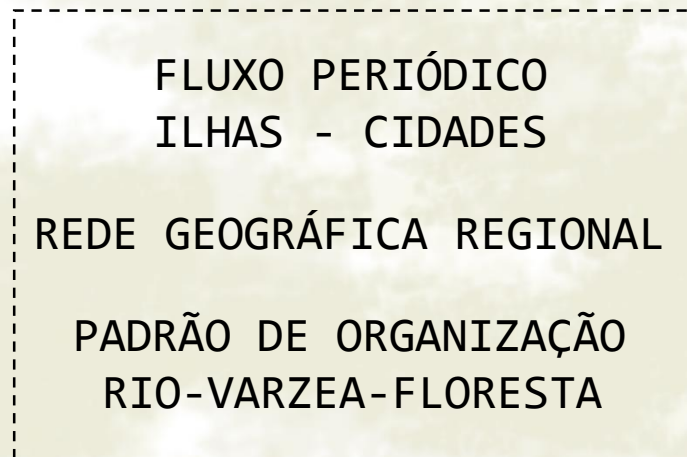 FLUXO PERIÓDICO
ILHAS - CIDADES
REDE GEOGRÁFICA REGIONAL
PADRÃO DE ORGANIZAÇÃO
RIO-VARZEA-FLORESTA